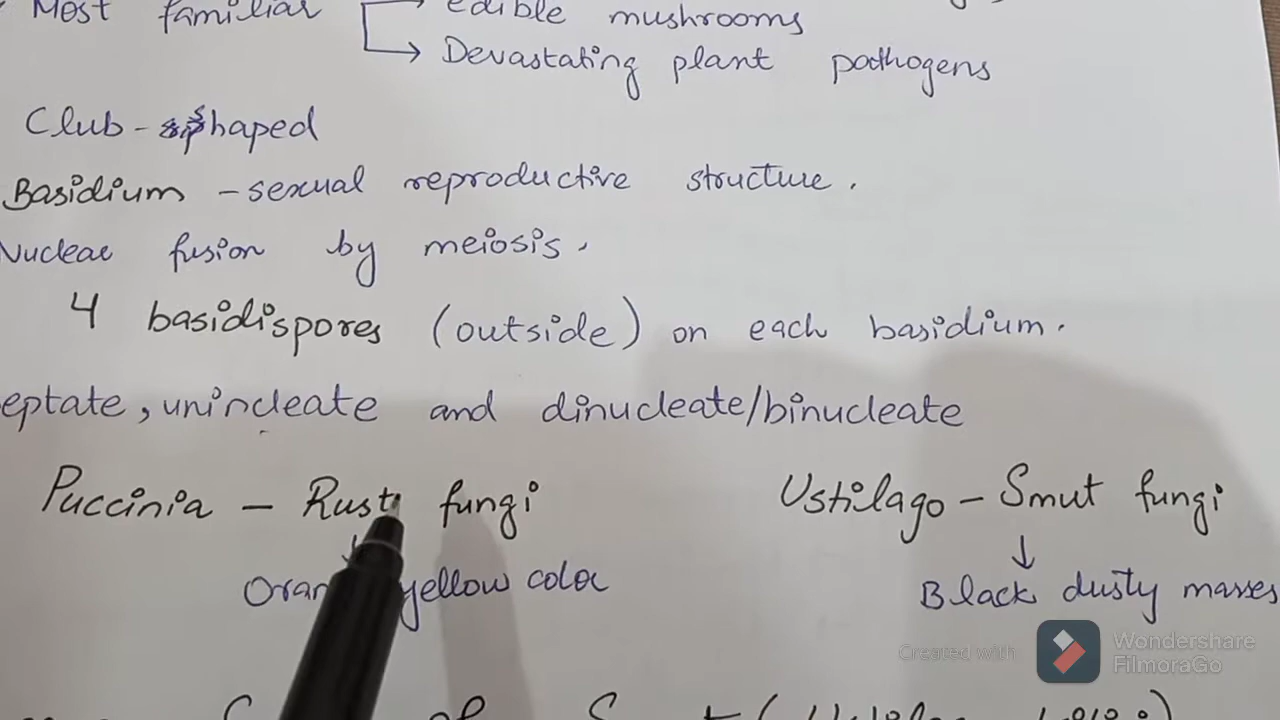 Most familiar edible mushrooms
Devastating plant pathogens
Club-shaped
Basidium - sexual reproductive structure.
Nuclear fusion by meiosis.
4 basidispores (outside) on each basidium.
eptate, unincleate and dinucleate/binucleate
Puccinia - Rust fungi Ustilago - Smut fungi
yellow color Black dusty masses
Created with Wondershare FilmoraGo